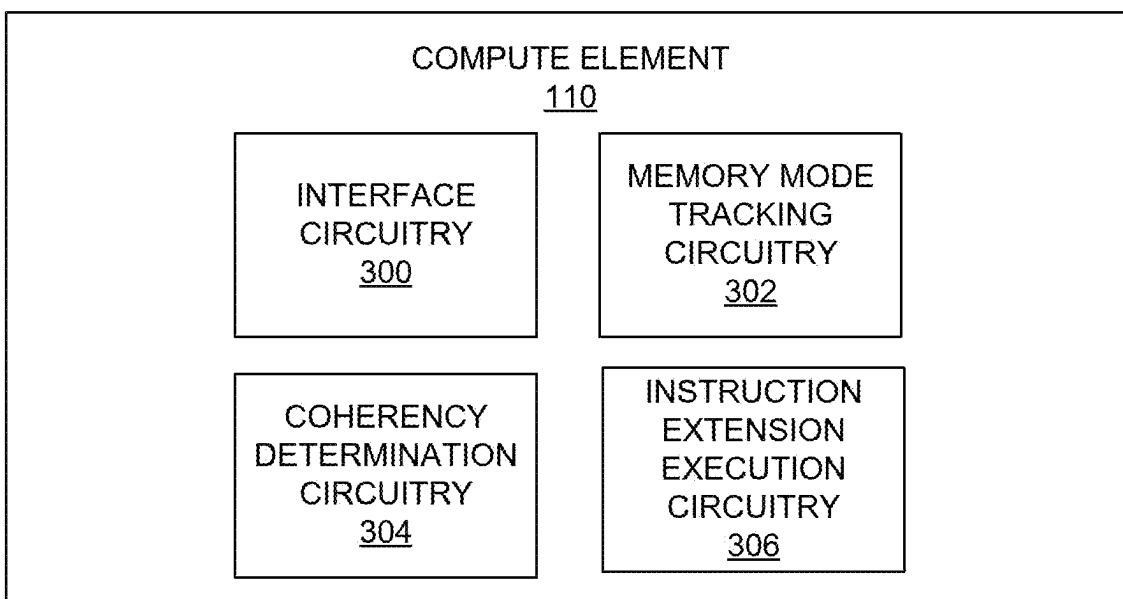 COMPUTE ELEMENT
110
INTERFACE
CIRCUITRY
300
MEMORY MODE
TRACKING
CIRCUITRY
302
COHERENCY
DETERMINATION
CIRCUITRY
304
INSTRUCTION
EXTENSION
EXECUTION
CIRCUITRY
306